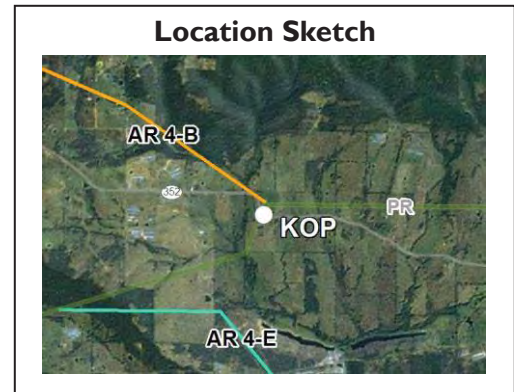 Location Sketch
AR 4-B
352
PR
KOP
AR 4-E